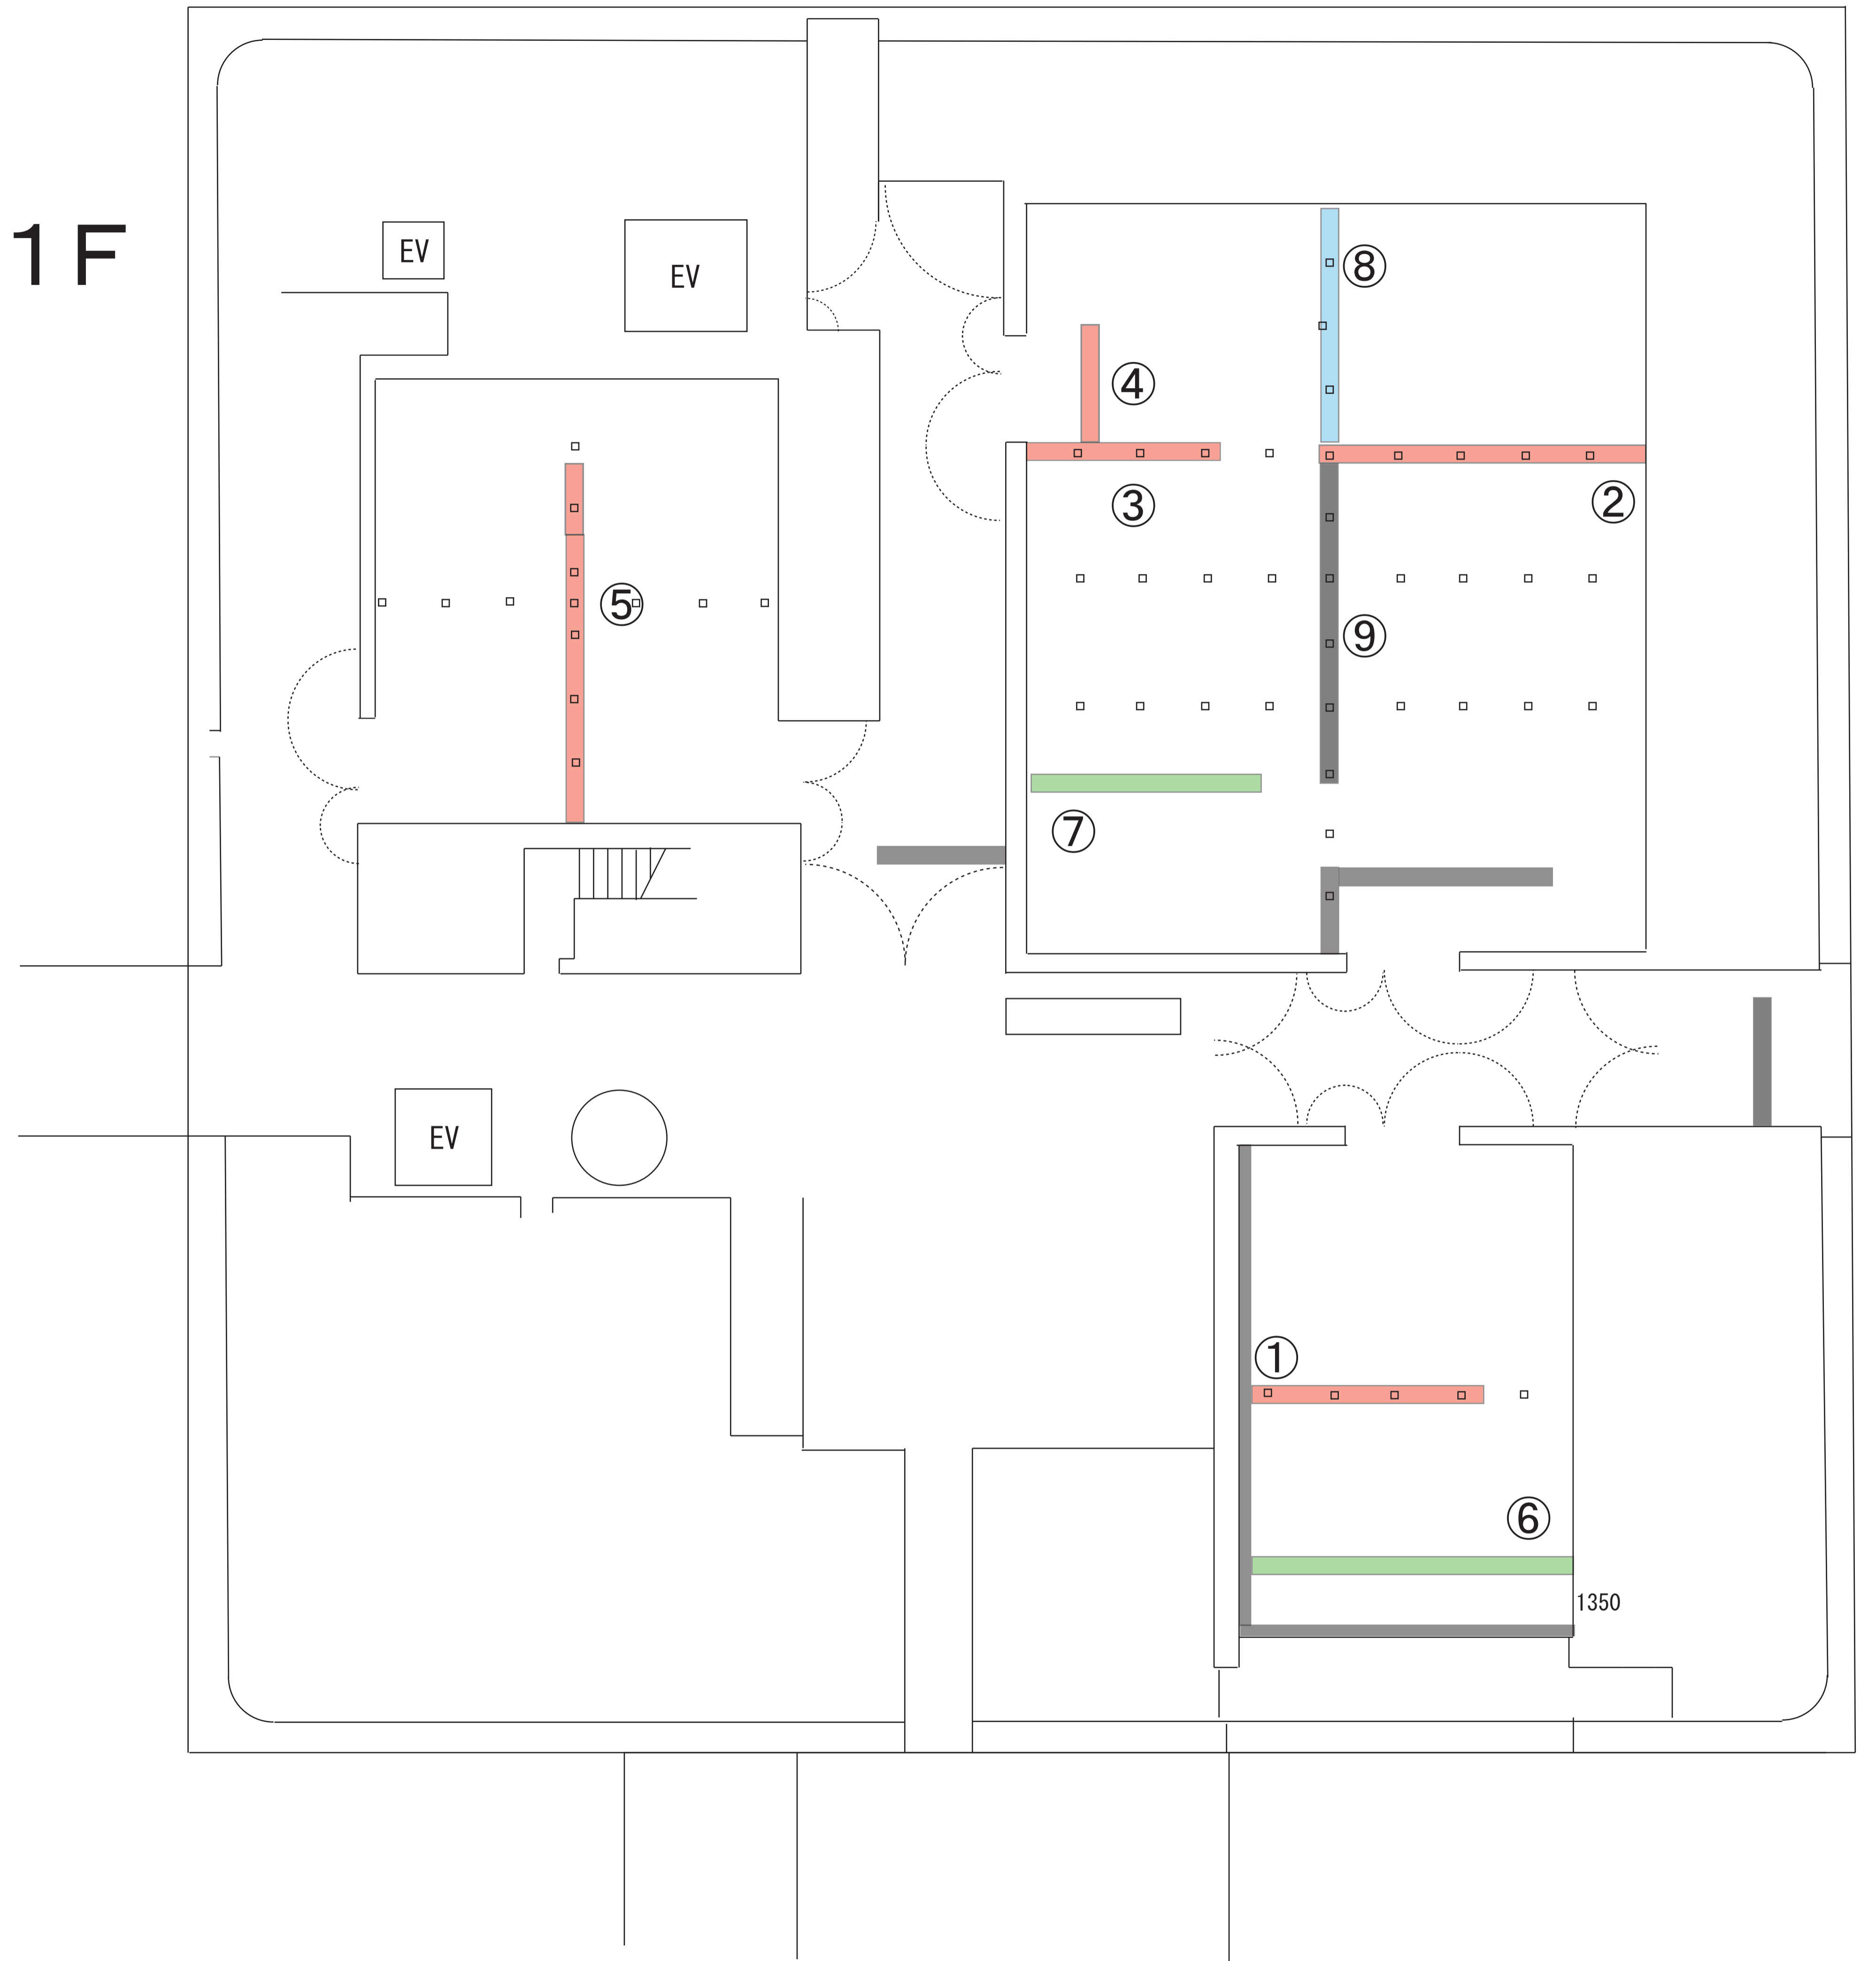 1F
EV
EV
⑧
④
③
②
⑤
⑨
⑦
EV
①
⑥
1350